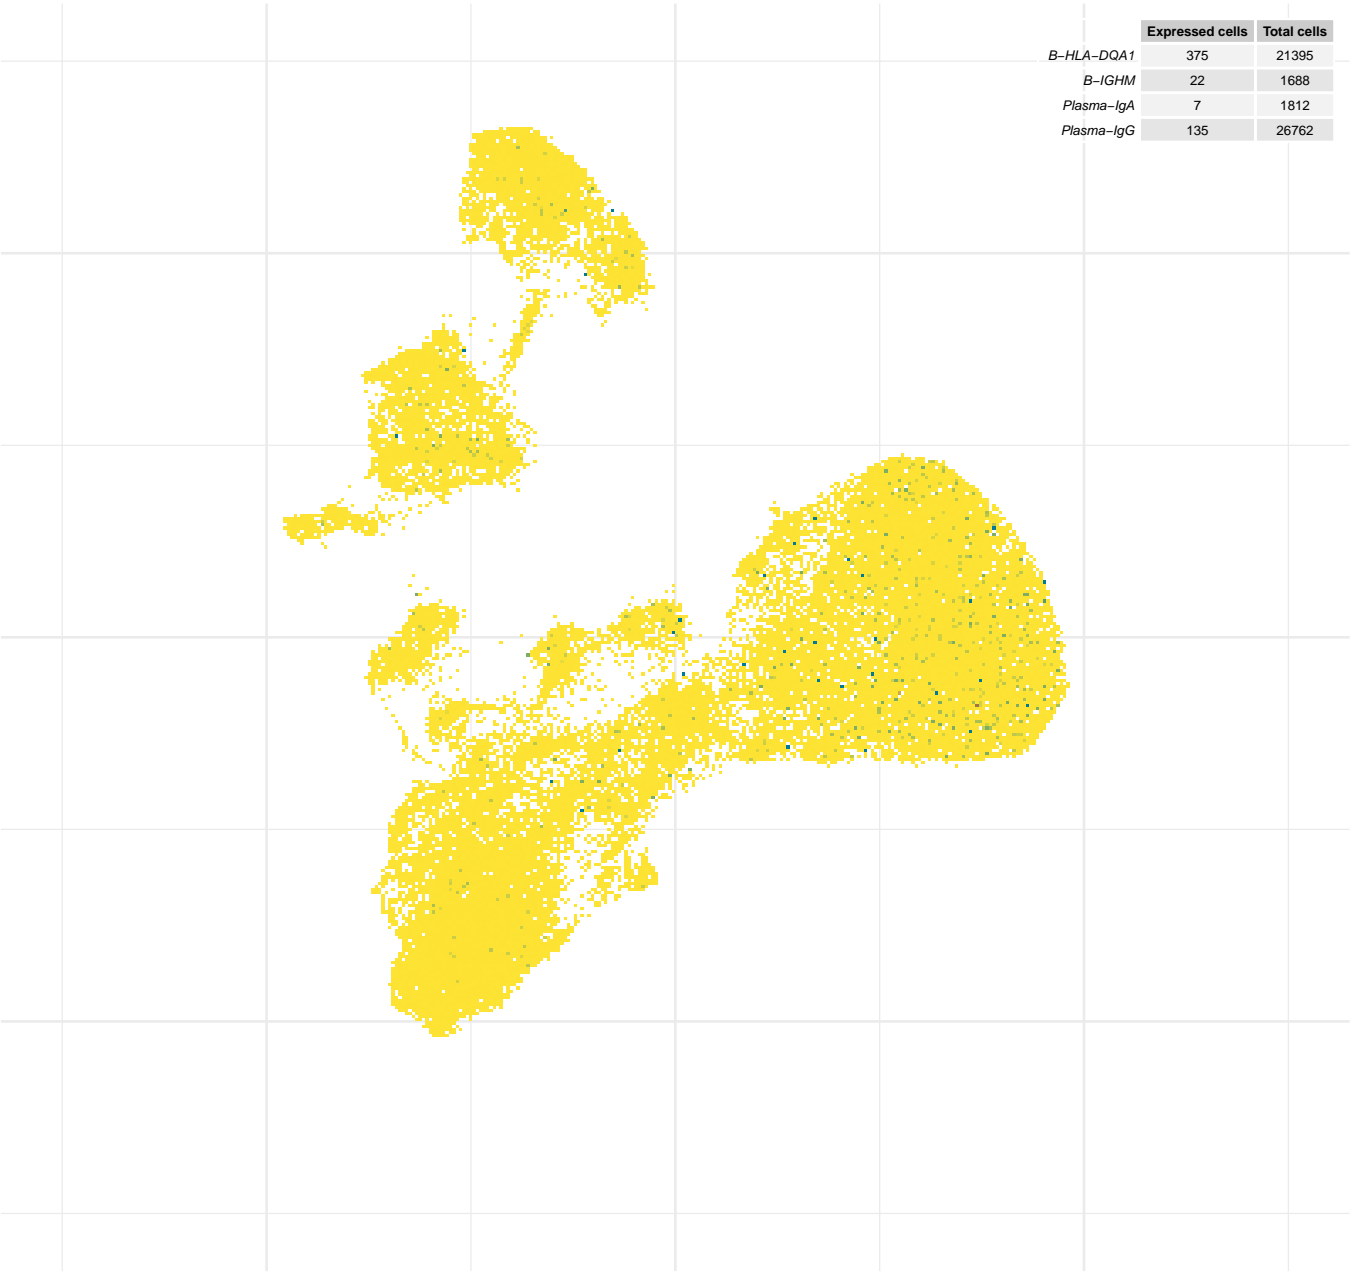 Expressed cells Total cells
B−HLA−DQA1 375 21395
B−IGHM 22 1688
Plasma−IgA 7 1812
Plasma−IgG 135 26762